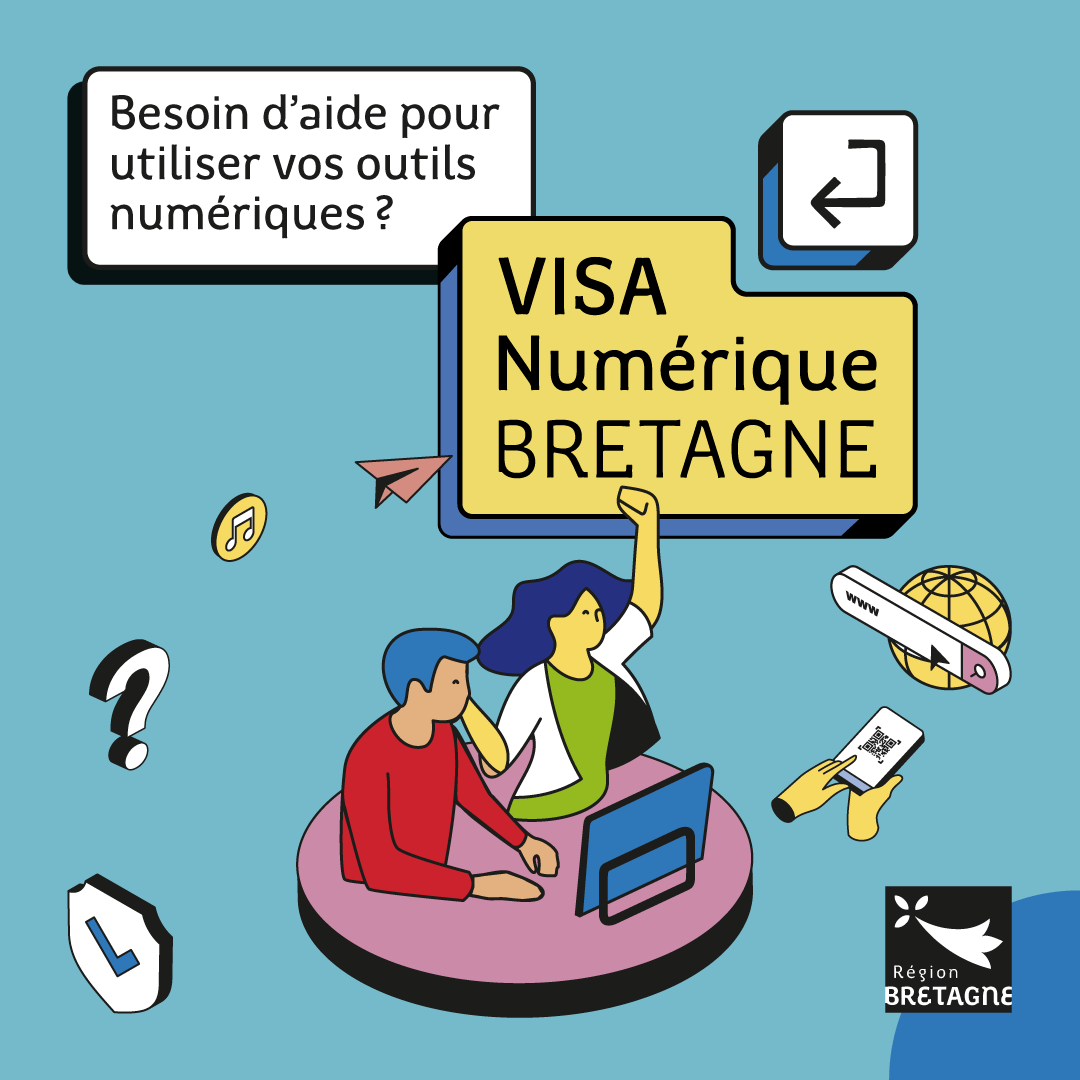 Besoin d’aide pour
utiliser vos outils
numériques ?
VISA
Numérique
BRETAGNE
www
Région
BRETAGNE